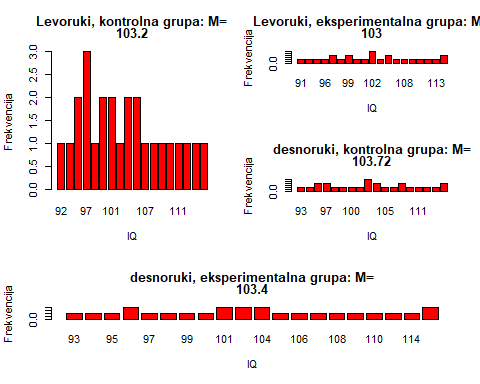 Levoruki, kontrolna grupa: M=
103.2
Frekvencija
3.0
2.5
2.0
1.5
1.0
0.5
0.0
92 97 101 107 111
IQ
Levoruki, eksperimentalna grupa: M
103
Frekvencija
91 96 99 102 108 113
IQ
desnoruki, kontrolna grupa: M=
103.72
Frekvencija
93 97 100 105 111
IQ
desnoruki, eksperimentalna grupa: M=
103.4
Frekvencija
0.0
93 95 97 99 101 104 106 108 110 114
IQ